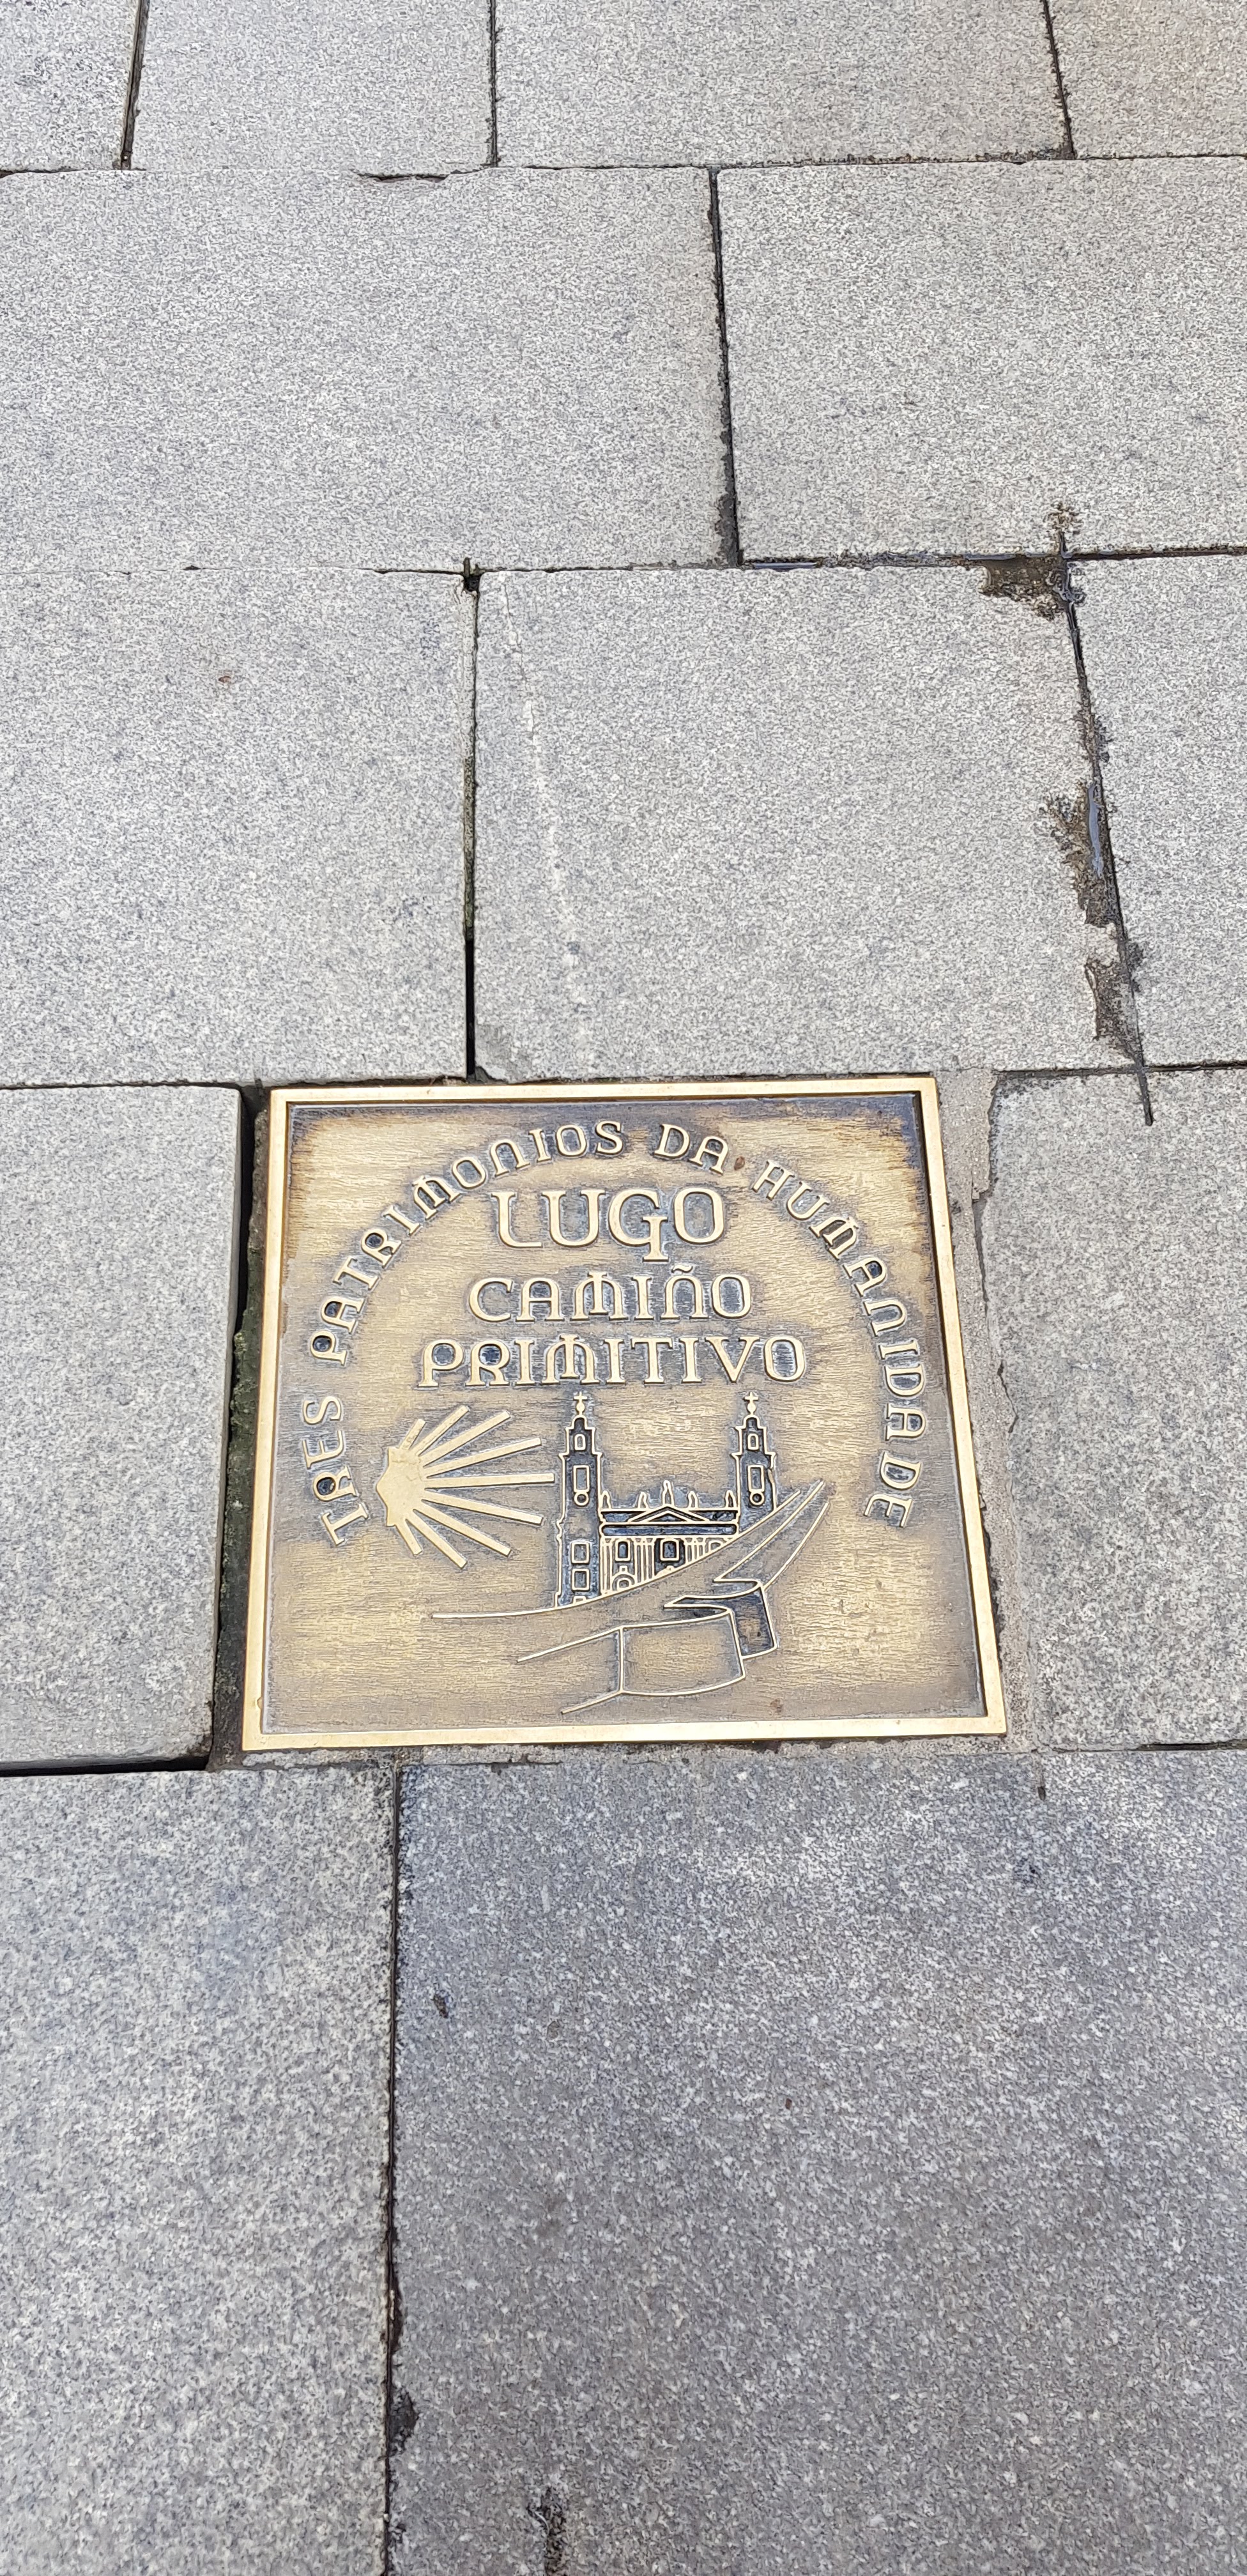 TRES PATRIMONIOS DA HUMANIDADE
LUGO
CAMIÑO
PRIMITIVO